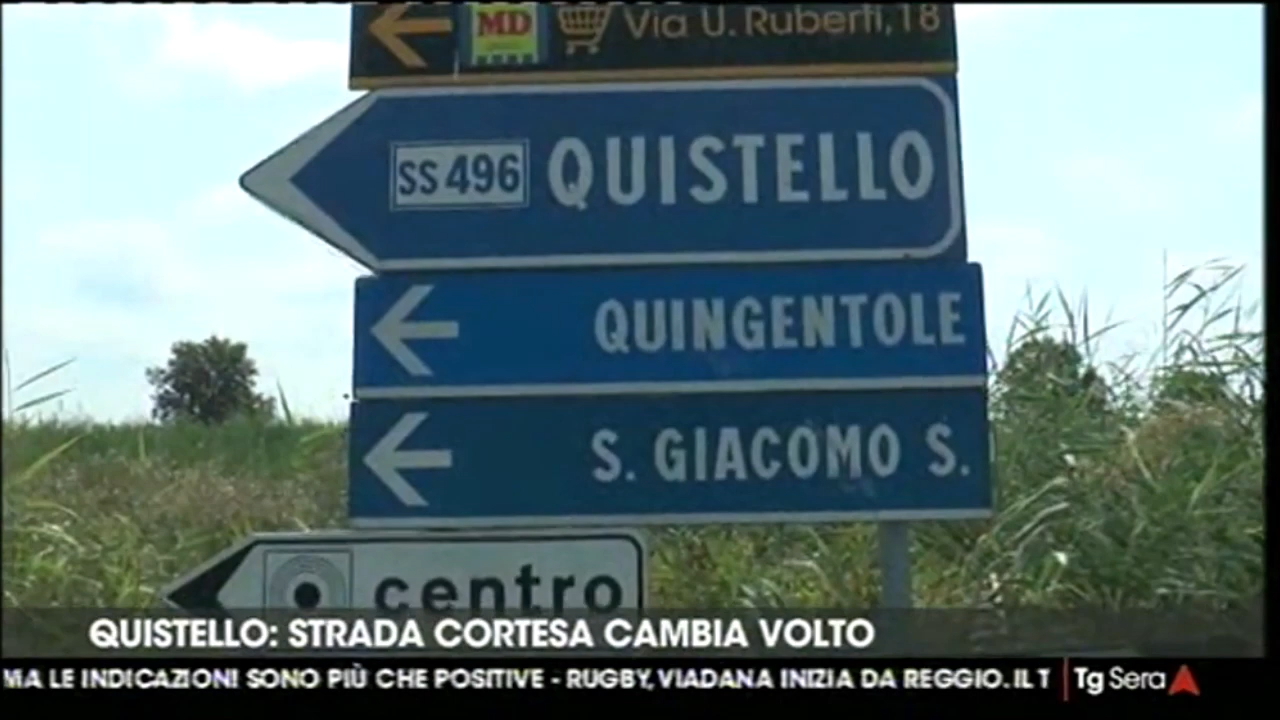 MD Via U. Ruberti, 18
SS 496 QUISTELLO
QUINGENTOLE
S. GIACOMO S.
centro
QUISTELLO: STRADA CORTESA CAMBIA VOLTO
MA LE INDICAZIONI SONO PIÙ CHE POSITIVE - RUGBY, VIADANA INIZIA DA REGGIO. IL T
Tg Sera